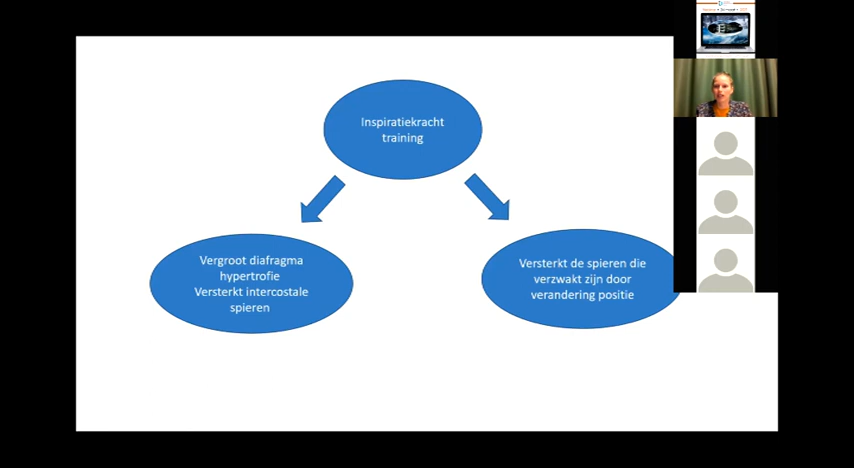 Inspiratiekracht
training
Vergroot diafragma
hypertrofie
Versterkt intercostale
spieren
Versterkt de spieren die
verzwakt zijn door
verandering positie